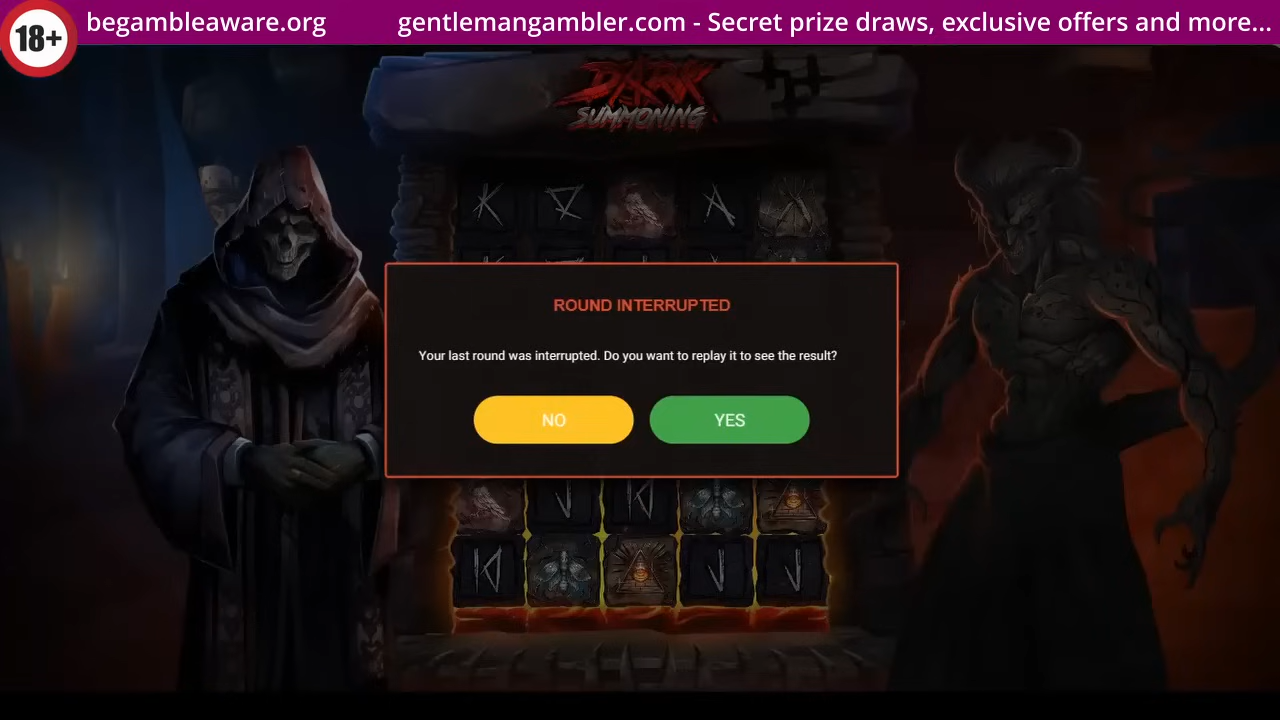 18+
begambleaware.org
gentlemangambler.com - Secret prize draws, exclusive offers and more...
DARK
SUMMONING
K A
ROUND INTERRUPTED
Your last round was interrupted. Do you want to replay it to see the result?
NO YES
J K
K J J